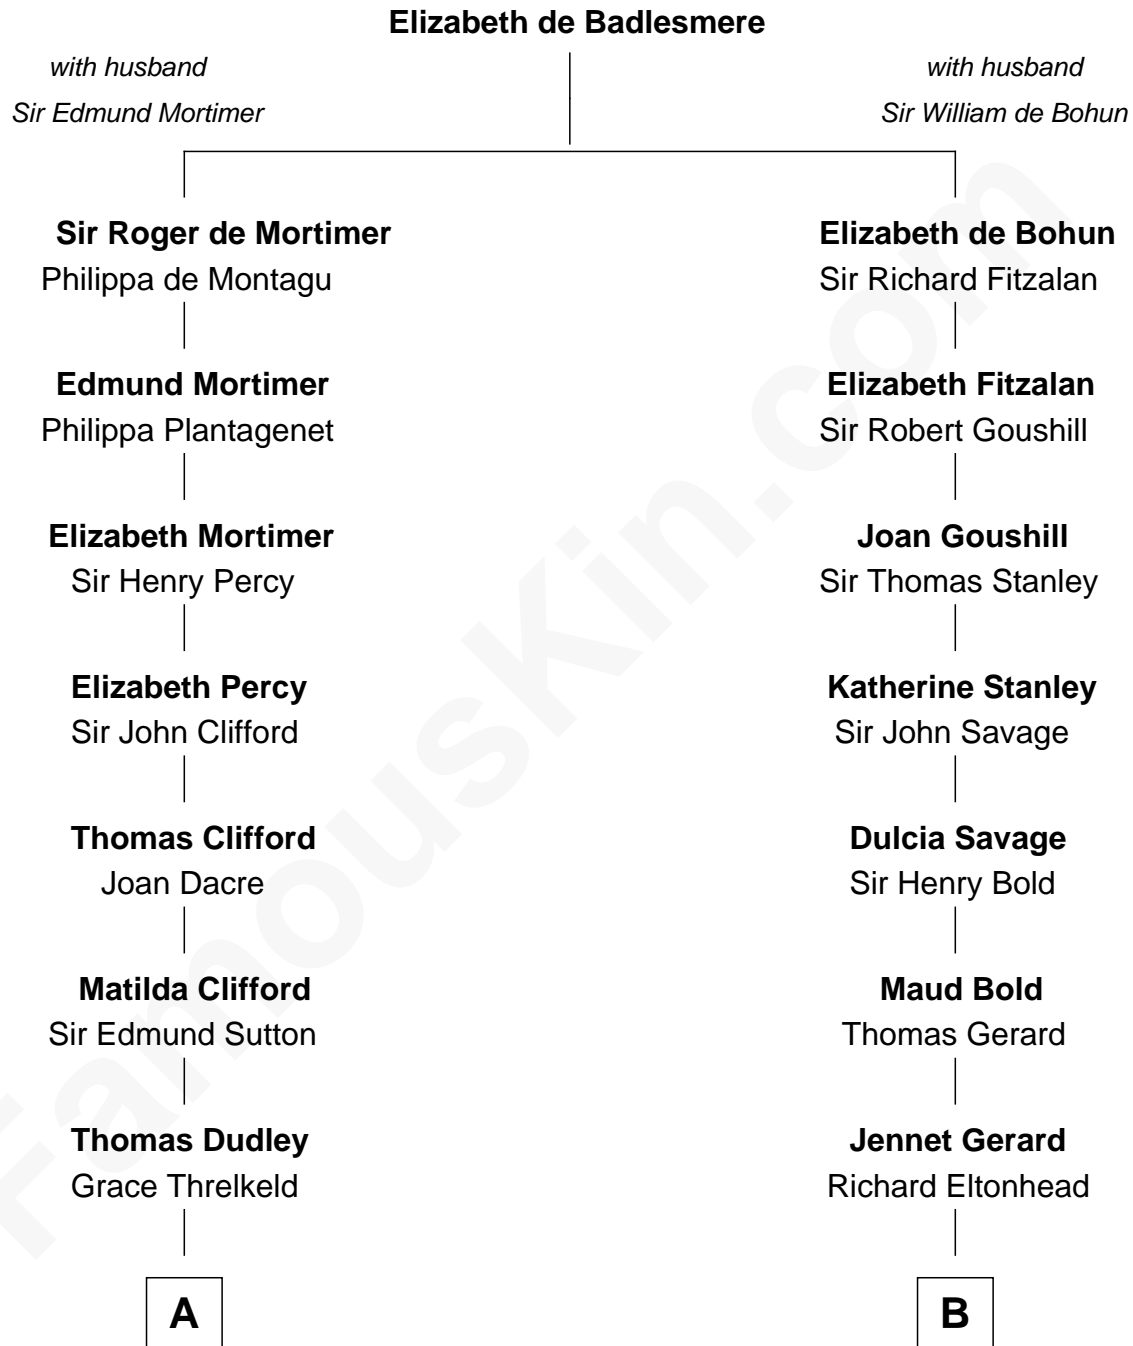 Elizabeth de Badlesmere
with husband
Sir Edmund Mortimer
with husband
Sir William de Bohun
Sir Roger de Mortimer
Philippa de Montagu
Elizabeth de Bohun
Sir Richard Fitzalan
Edmund Mortimer
Philippa Plantagenet
Elizabeth Fitzalan
Sir Robert Goushill
Elizabeth Mortimer
Sir Henry Percy
Joan Goushill
Sir Thomas Stanley
Elizabeth Percy
Sir John Clifford
Katherine Stanley
Sir John Savage
Thomas Clifford
Joan Dacre
Dulcia Savage
Sir Henry Bold
Matilda Clifford
Sir Edmund Sutton
Maud Bold
Thomas Gerard
Thomas Dudley
Grace Threlkeld
Jennet Gerard
Richard Eltonhead
A
B
FamousKin.com